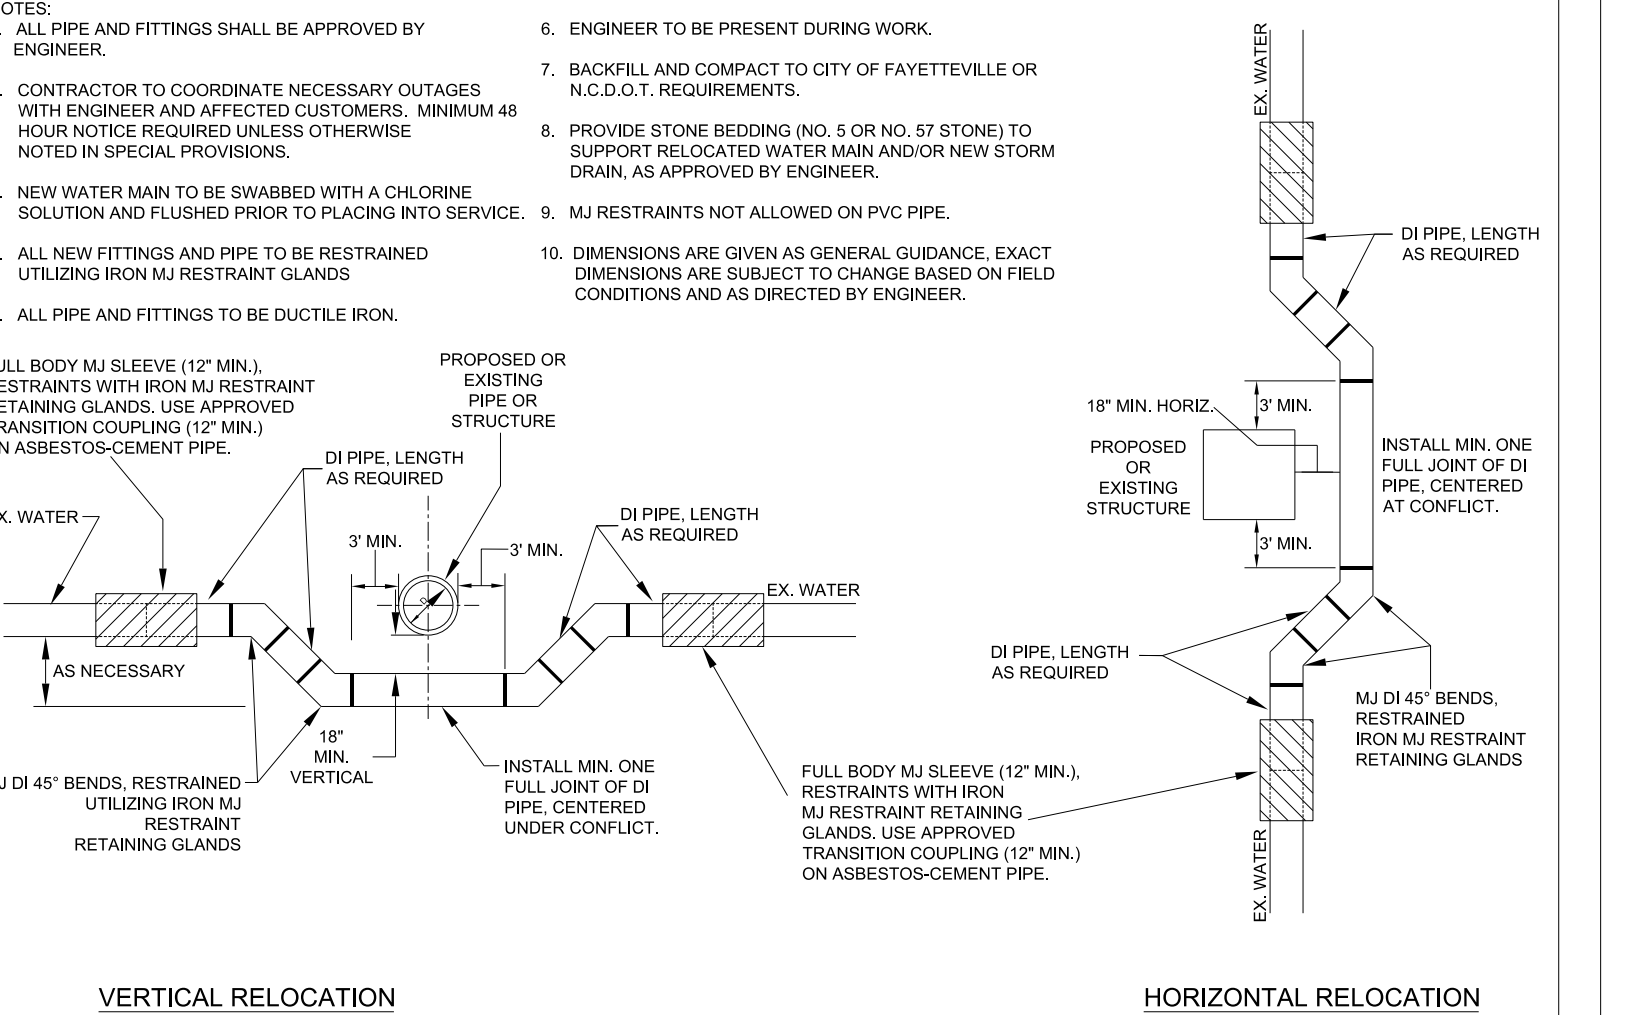 OTES:
. ALL PIPE AND FITTINGS SHALL BE APPROVED BY
ENGINEER.
. CONTRACTOR TO COORDINATE NECESSARY OUTAGES
WITH ENGINEER AND AFFECTED CUSTOMERS. MINIMUM 48
HOUR NOTICE REQUIRED UNLESS OTHERWISE
NOTED IN SPECIAL PROVISIONS.
. NEW WATER MAIN TO BE SWABBED WITH A CHLORINE
SOLUTION AND FLUSHED PRIOR TO PLACING INTO SERVICE.
. ALL NEW FITTINGS AND PIPE TO BE RESTRAINED
UTILIZING IRON MJ RESTRAINT GLANDS
. ALL PIPE AND FITTINGS TO BE DUCTILE IRON.
6. ENGINEER TO BE PRESENT DURING WORK.
7. BACKFILL AND COMPACT TO CITY OF FAYETTEVILLE OR
N.C.D.O.T. REQUIREMENTS.
8. PROVIDE STONE BEDDING (NO. 5 OR NO. 57 STONE) TO
SUPPORT RELOCATED WATER MAIN AND/OR NEW STORM
DRAIN, AS APPROVED BY ENGINEER.
9. MJ RESTRAINTS NOT ALLOWED ON PVC PIPE.
10. DIMENSIONS ARE GIVEN AS GENERAL GUIDANCE, EXACT
DIMENSIONS ARE SUBJECT TO CHANGE BASED ON FIELD
CONDITIONS AND AS DIRECTED BY ENGINEER.
ULL BODY MJ SLEEVE (12" MIN.),
ESTRAINTS WITH IRON MJ RESTRAINT
ETAINING GLANDS. USE APPROVED
RANSITION COUPLING (12" MIN.)
N ASBESTOS-CEMENT PIPE.
X. WATER
DI PIPE, LENGTH
AS REQUIRED
PROPOSED OR
EXISTING
PIPE OR
STRUCTURE
3' MIN.
3' MIN.
D
DI PIPE, LENGTH
AS REQUIRED
EX. WATER
AS NECESSARY
J DI 45° BENDS, RESTRAINED
UTILIZING IRON MJ
RESTRAINT
RETAINING GLANDS
18"
MIN.
VERTICAL
INSTALL MIN. ONE
FULL JOINT OF DI
PIPE, CENTERED
UNDER CONFLICT.
FULL BODY MJ SLEEVE (12" MIN.),
RESTRAINTS WITH IRON
MJ RESTRAINT RETAINING
GLANDS. USE APPROVED
TRANSITION COUPLING (12" MIN.)
ON ASBESTOS-CEMENT PIPE.
VERTICAL RELOCATION
EX. WATER
DI PIPE, LENGTH
AS REQUIRED
18" MIN. HORIZ.
3' MIN.
PROPOSED
OR
EXISTING
STRUCTURE
INSTALL MIN. ONE
FULL JOINT OF DI
PIPE, CENTERED
AT CONFLICT.
3' MIN.
DI PIPE, LENGTH
AS REQUIRED
MJ DI 45° BENDS,
RESTRAINED
IRON MJ RESTRAINT
RETAINING GLANDS
EX. WATER
HORIZONTAL RELOCATION